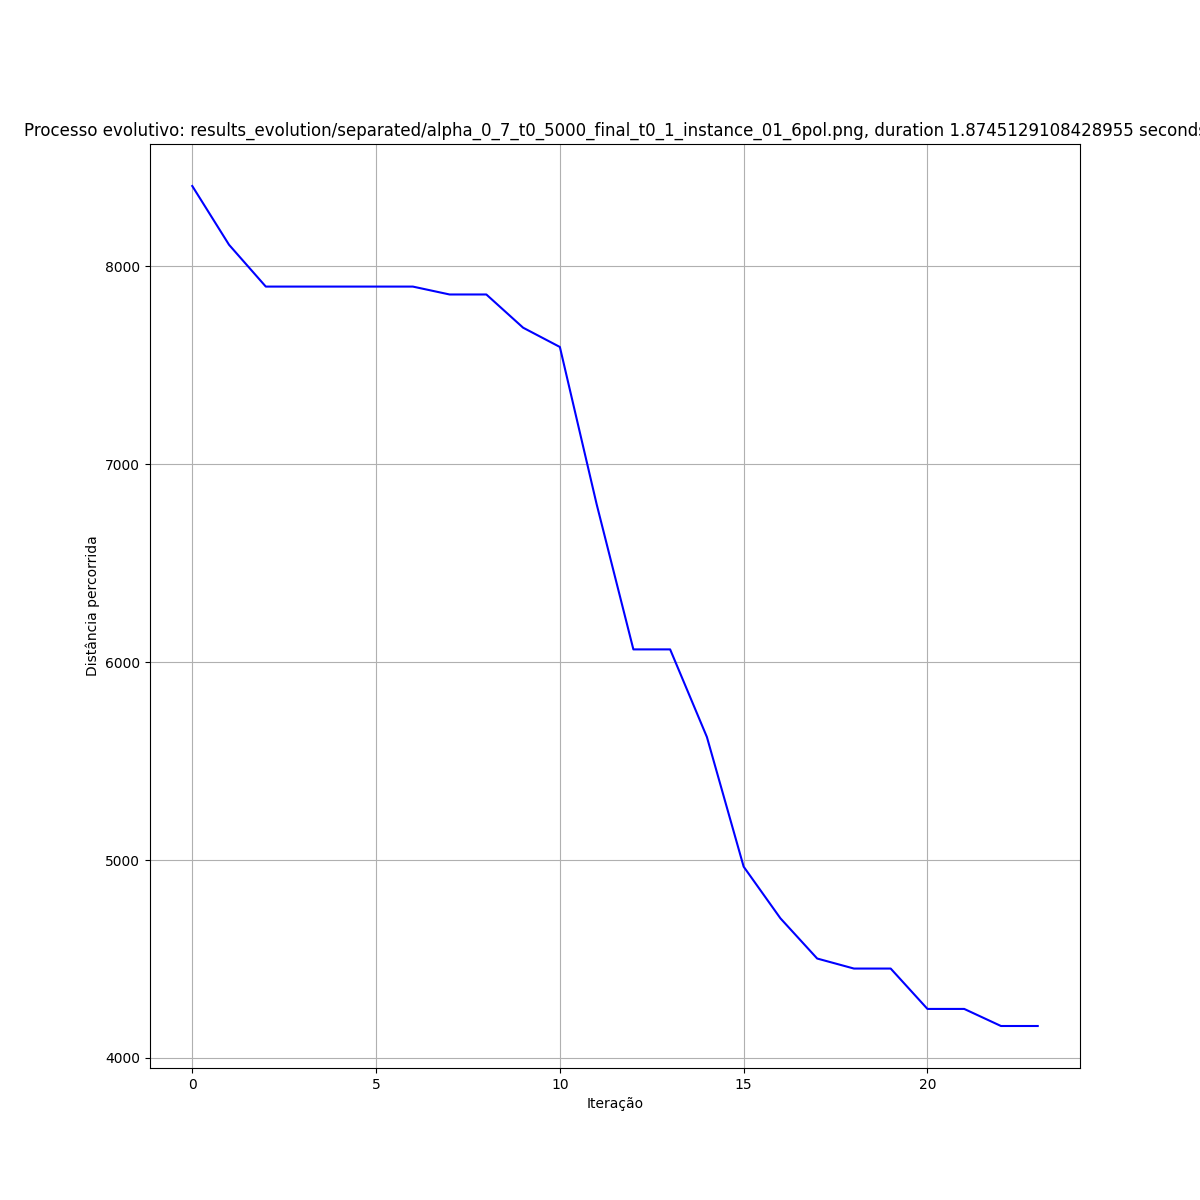 Processo evolutivo: results_evolution/separated/alpha_0_7_t0_5000_final_t0_1_instance_01_6pol.png, duration 1.8745129108428955 seconds
Distância percorrida
8000
7000
6000
5000
4000
0 5 10 15 20
Iteração